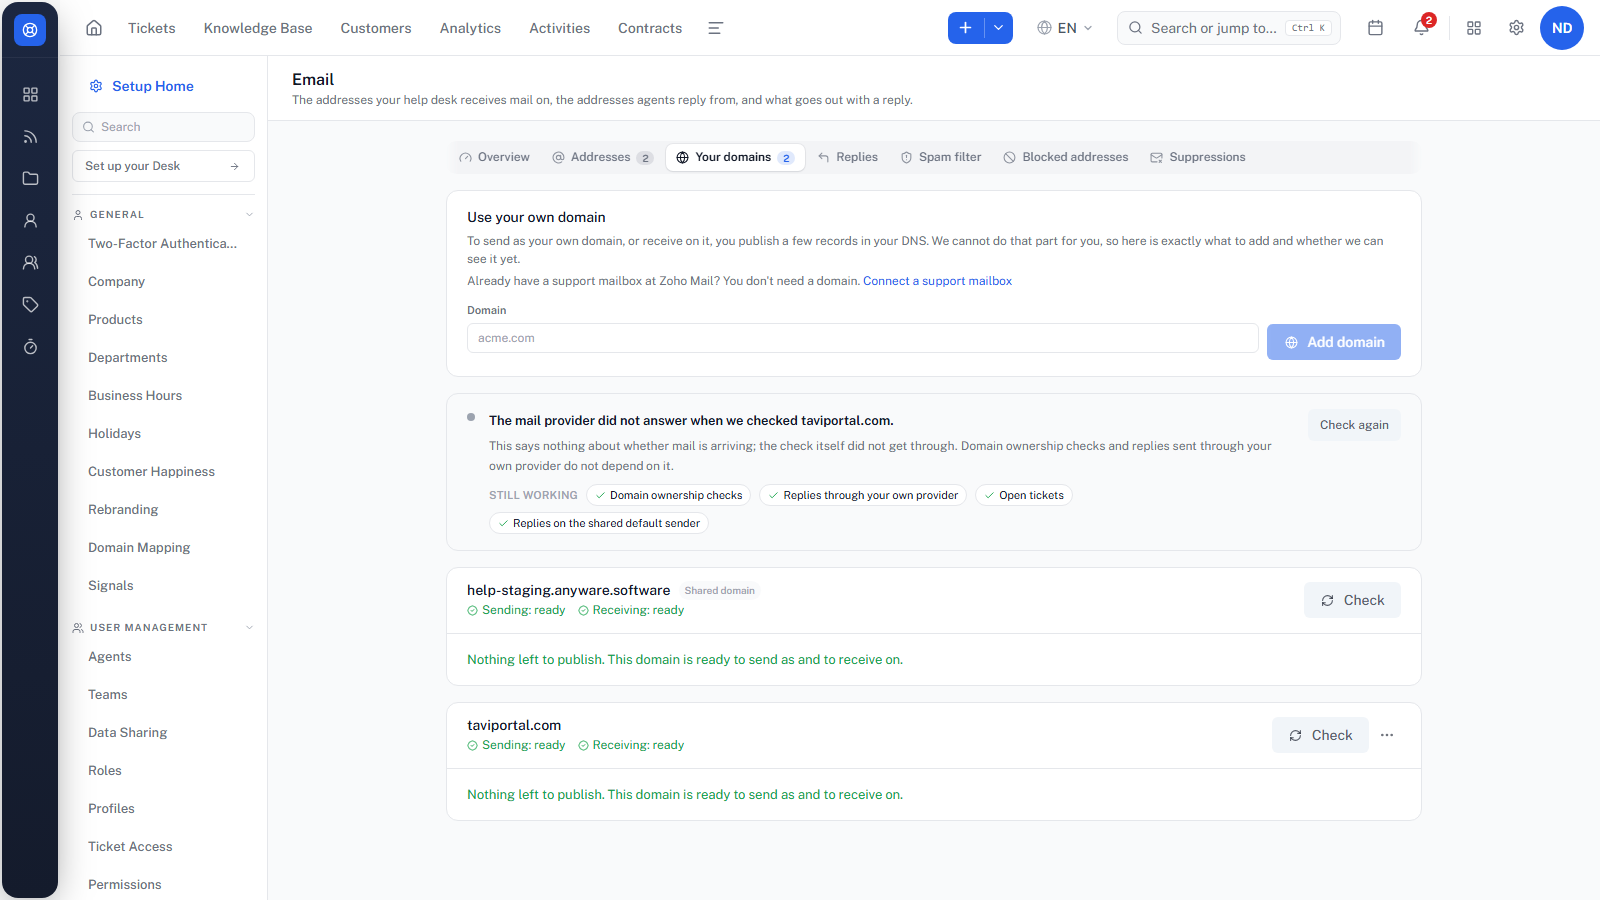 Tickets
Knowledge Base
Customers
Analytics
Activities
Contracts
EN
Search or jump to...
Ctrl K
2
ND
Setup Home
Search
Set up your Desk
GENERAL
Two-Factor Authentica...
Company
Products
Departments
Business Hours
Holidays
Customer Happiness
Rebranding
Domain Mapping
Signals
USER MANAGEMENT
Agents
Teams
Data Sharing
Roles
Profiles
Ticket Access
Permissions
Email
The addresses your help desk receives mail on, the addresses agents reply from, and what goes out with a reply.
Overview
Addresses 2
Your domains 2
Replies
Spam filter
Blocked addresses
Suppressions
Use your own domain
To send as your own domain, or receive on it, you publish a few records in your DNS. We cannot do that part for you, so here is exactly what to add and whether we can
see it yet.
Already have a support mailbox at Zoho Mail? You don't need a domain. Connect a support mailbox
Domain
acme.com
Add domain
The mail provider did not answer when we checked taviportal.com.
Check again
This says nothing about whether mail is arriving; the check itself did not get through. Domain ownership checks and replies sent through your
own provider do not depend on it.
STILL WORKING
Domain ownership checks
Replies through your own provider
Open tickets
Replies on the shared default sender
help-staging.anyware.software
Shared domain
Sending: ready
Receiving: ready
Check
Nothing left to publish. This domain is ready to send as and to receive on.
taviportal.com
Sending: ready
Receiving: ready
Check
Nothing left to publish. This domain is ready to send as and to receive on.